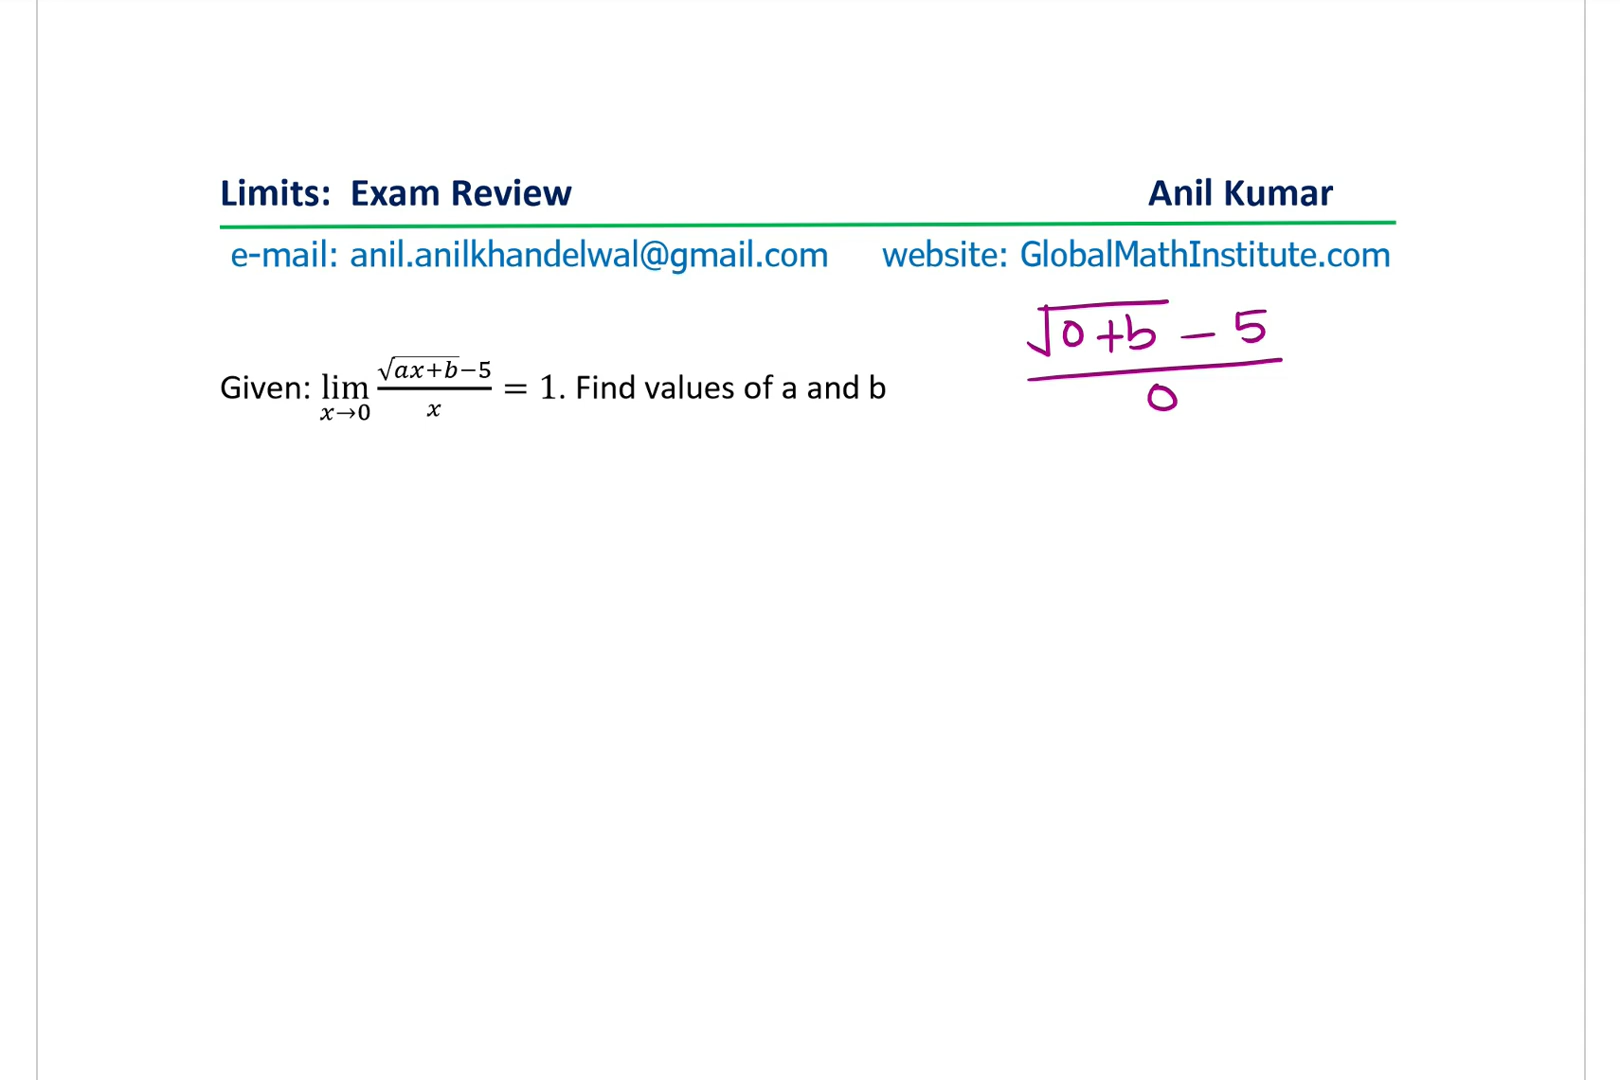 Limits: Exam Review Anil Kumar
e-mail: anil.anilkhandelwal@gmail.com website: GlobalMathInstitute.com
Given: lim x→0 (√(ax+b)−5)/x = 1. Find values of a and b
√(0+b) − 5
0